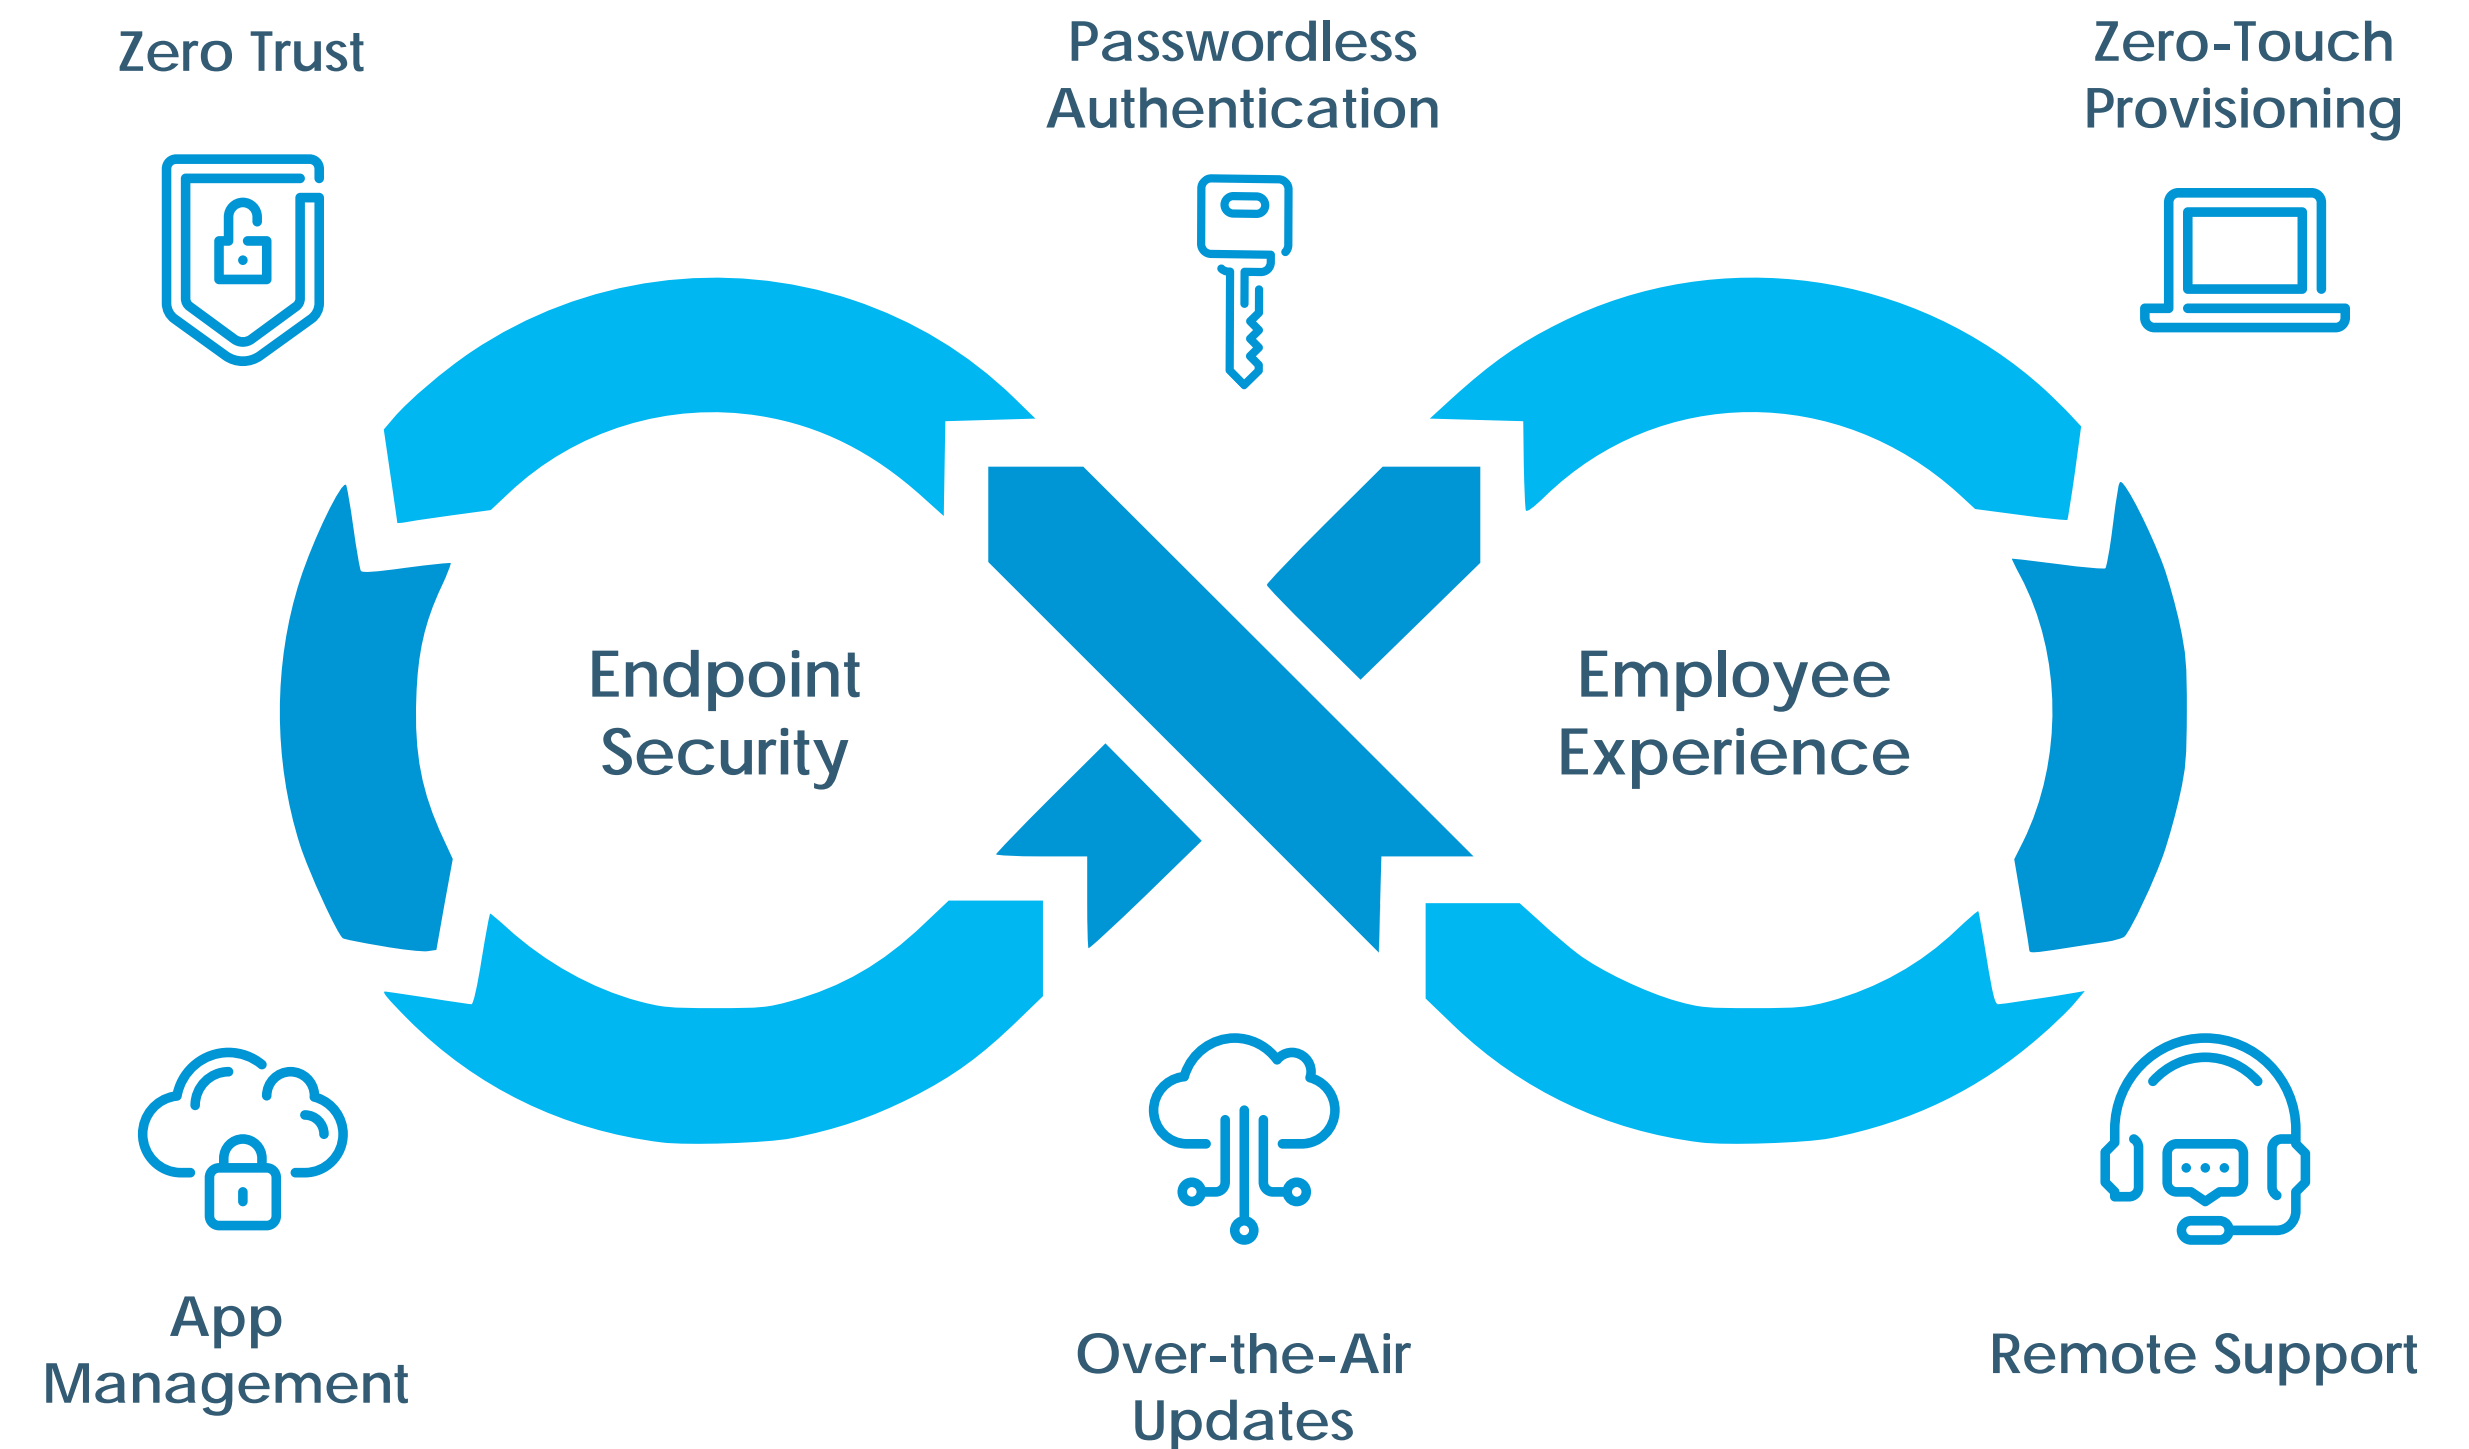 Zero Trust
Passwordless
Authentication
Zero-Touch
Provisioning
Endpoint
Security
Employee
Experience
App
Management
Over-the-Air
Updates
Remote Support